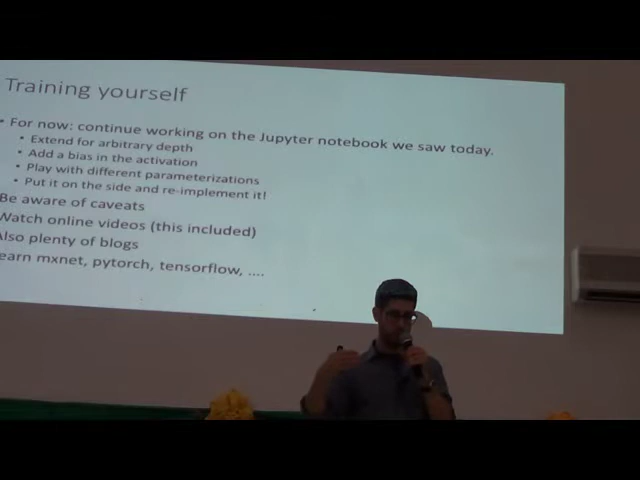 Training yourself
• For now: continue working on the Jupyter notebook we saw today.
• Extend for arbitrary depth
• Add a bias in the activation
• Play with different parameterizations
• Put it on the side and re-implement it!
Be aware of caveats
Watch online videos (this included)
Also plenty of blogs
earn mxnet, pytorch, tensorflow, ....